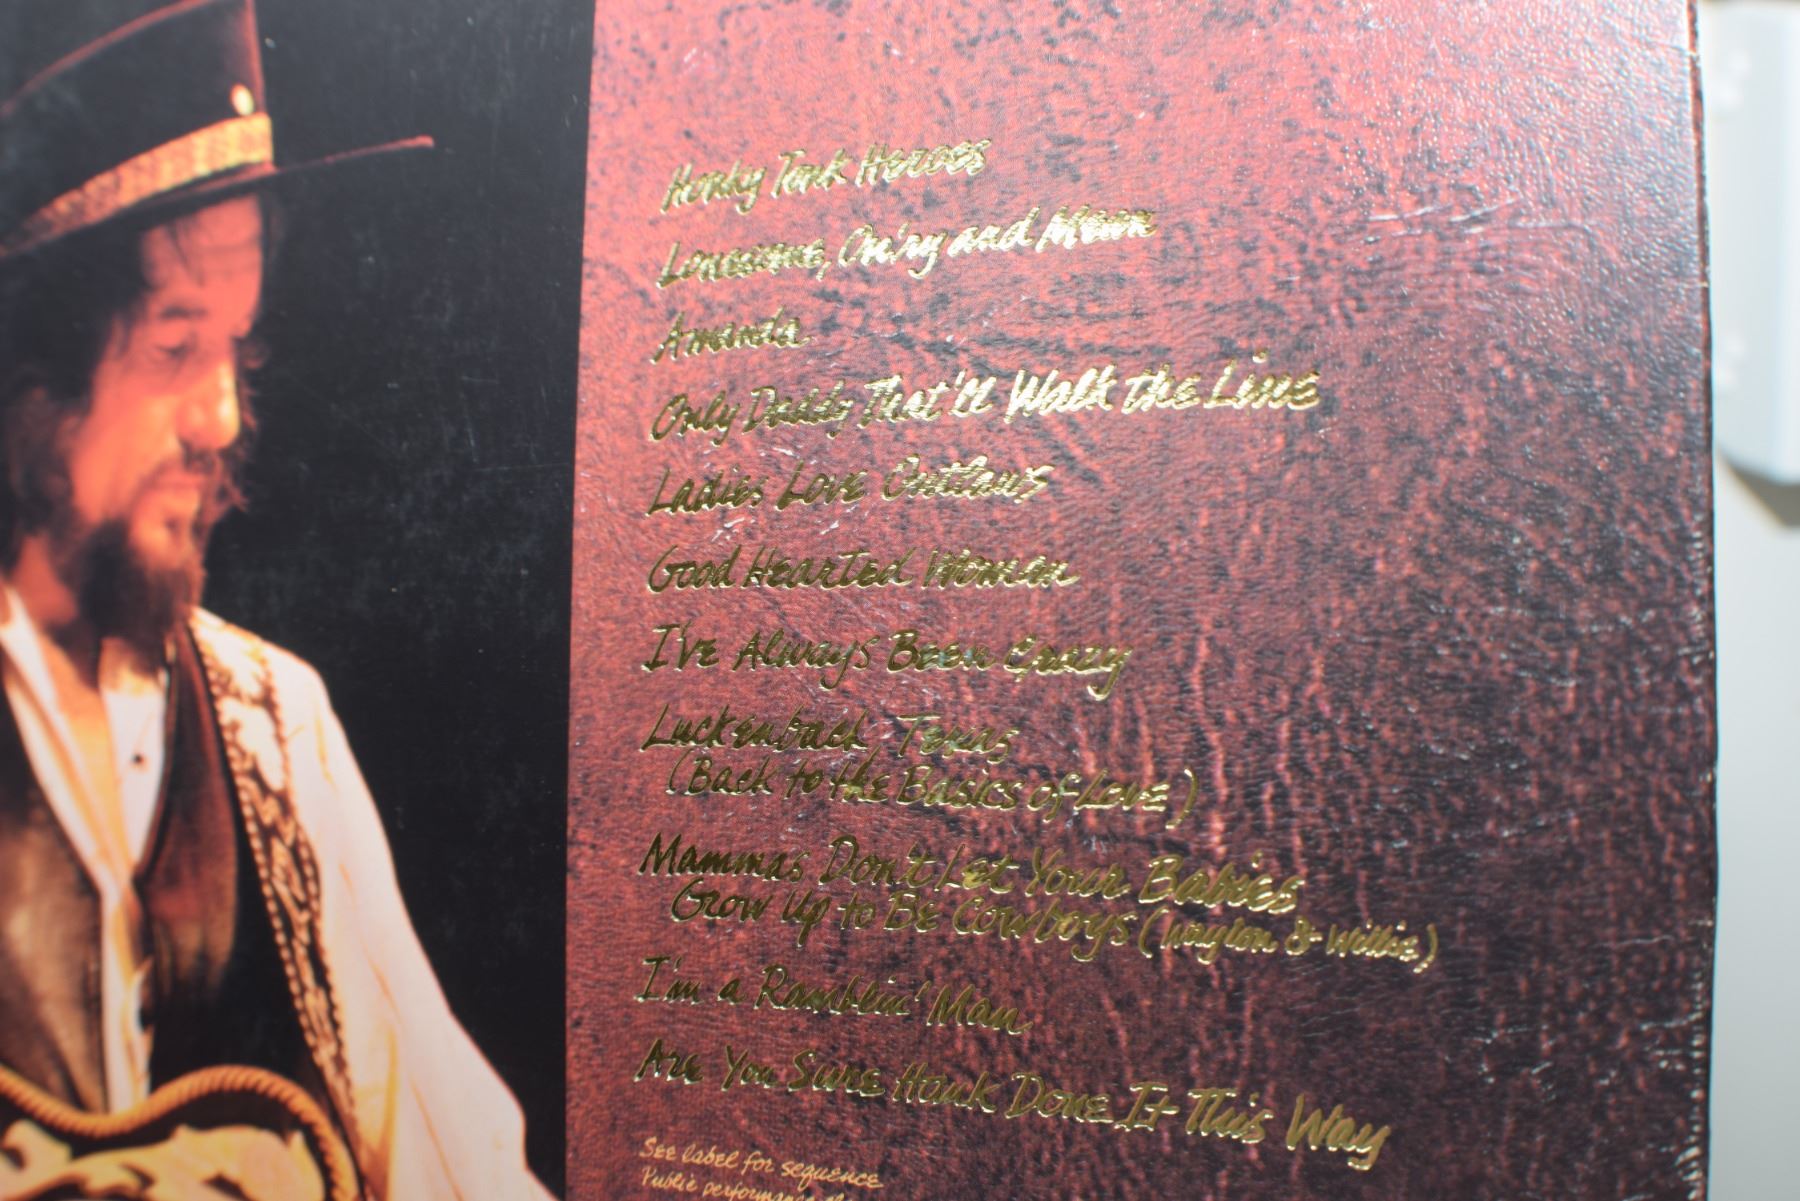 Honky Tonk Heroes
Lonesome, On'ry and Mean
Amanda
Only Daddy That'll Walk the Line
Ladies Love Outlaws
Good Hearted Woman
I've Always Been Crazy
Luckenbach, Texas
(Back to the Basics of Love)
Mammas Don't Let Your Babies
Grow Up to Be Cowboys (Waylon & Willie)
I'm a Ramblin' Man
Are You Sure Hank Done It This Way
See label for sequence
Public performance